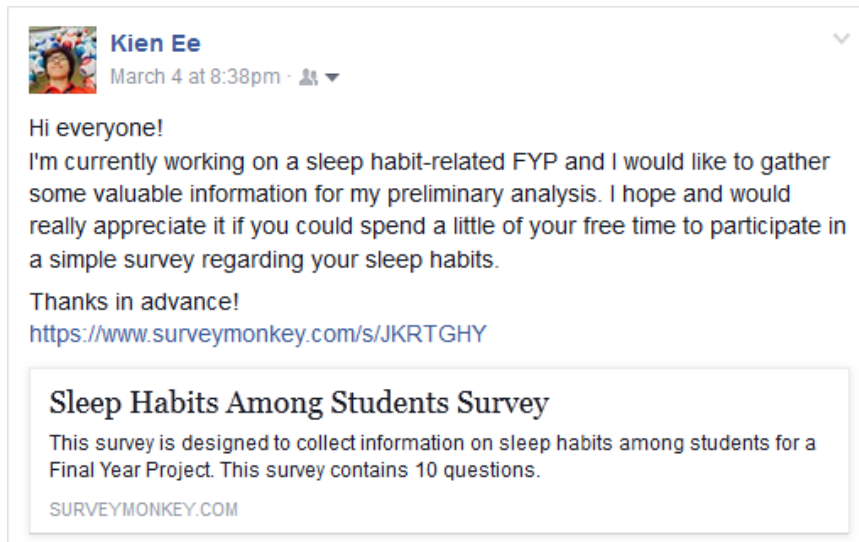 Kien Ee
March 4 at 8:38pm ·
Hi everyone!
I'm currently working on a sleep habit-related FYP and I would like to gather
some valuable information for my preliminary analysis. I hope and would
really appreciate it if you could spend a little of your free time to participate in
a simple survey regarding your sleep habits.
Thanks in advance!
https://www.surveymonkey.com/s/JKRTGHY
Sleep Habits Among Students Survey
This survey is designed to collect information on sleep habits among students for a
Final Year Project. This survey contains 10 questions.
SURVEYMONKEY.COM